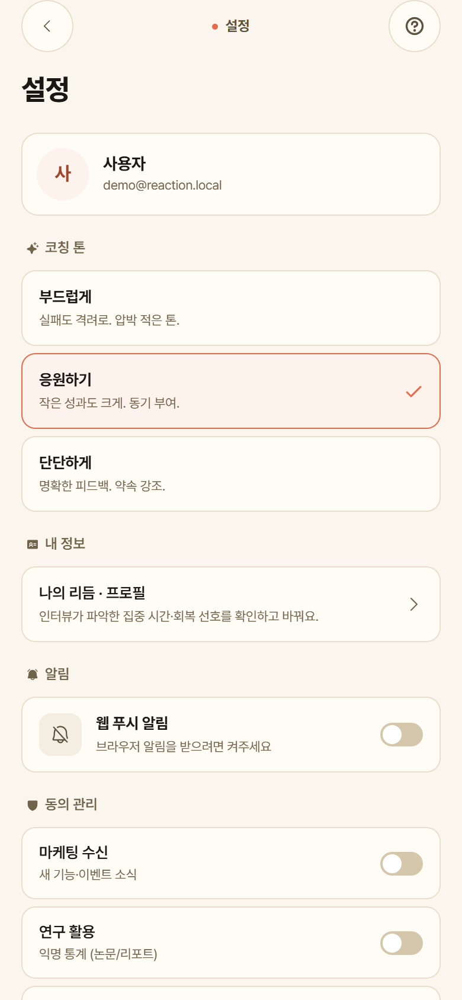 설정
설정
사
사용자
demo@reaction.local
코칭 톤
부드럽게
실패도 격려로. 압박 적은 톤.
응원하기
작은 성과도 크게. 동기 부여.
단단하게
명확한 피드백. 약속 강조.
내 정보
나의 리듬 · 프로필
인터뷰가 파악한 집중 시간·회복 선호를 확인하고 바꿔요.
알림
웹 푸시 알림
브라우저 알림을 받으려면 켜주세요
동의 관리
마케팅 수신
새 기능·이벤트 소식
연구 활용
익명 통계 (논문/리포트)